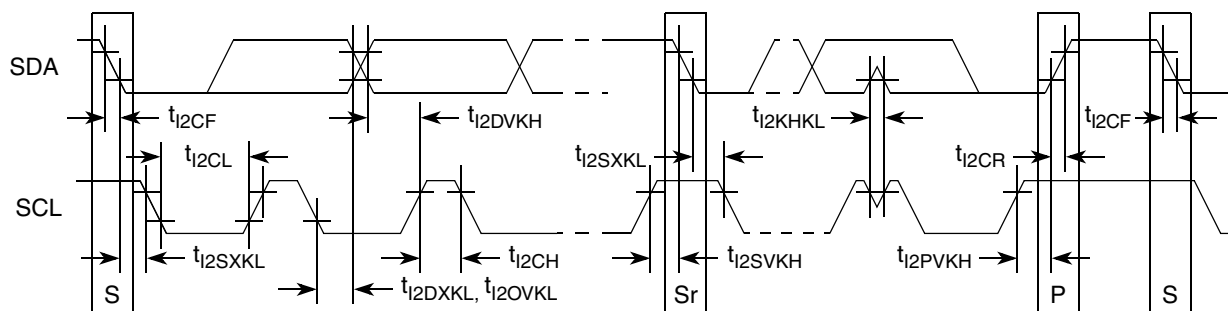 SDA
tI2CF
tI2DVKH
tI2KHKL
tI2CF
tI2CL
tI2SXKL
tI2CR
SCL
tI2SXKL
tI2CH
tI2SVKH
tI2PVKH
tI2DXKL, tI2OVKL
S
Sr
P
S